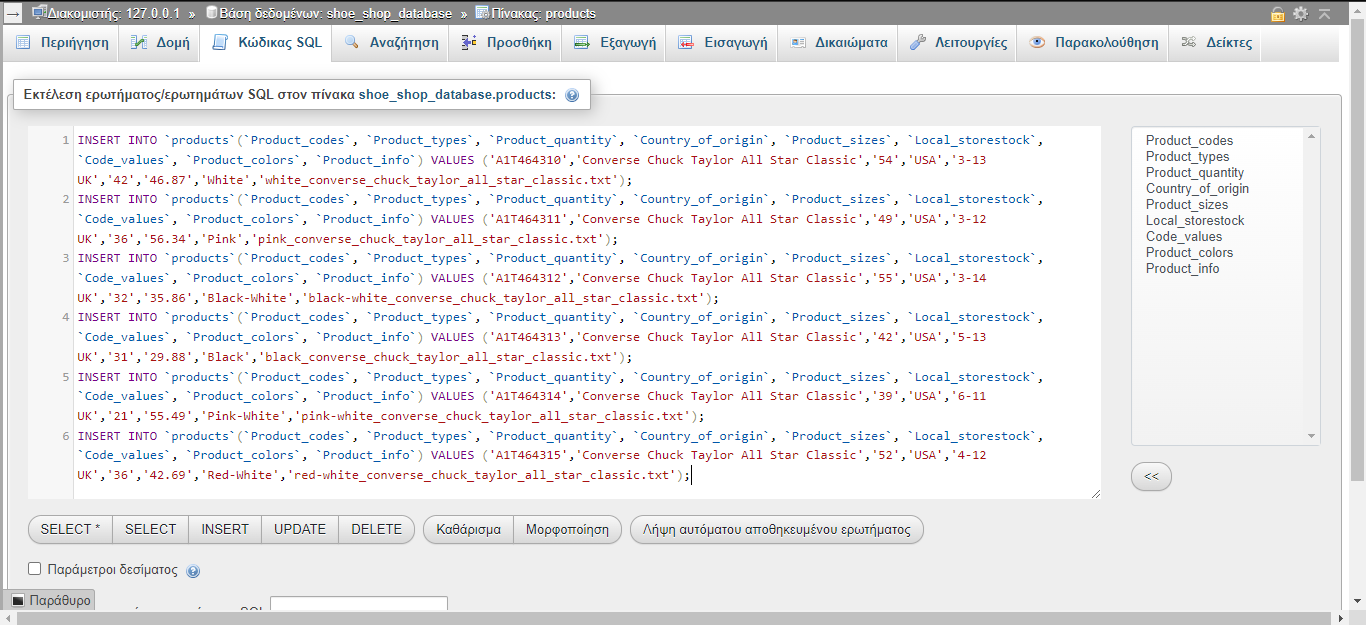 Διακομιστής: 127.0.0.1 » Βάση δεδομένων: shoe_shop_database » Πίνακας: products
Περιήγηση Δομή Κώδικας SQL Αναζήτηση Προσθήκη Εξαγωγή Εισαγωγή Δικαιώματα Λειτουργίες Παρακολούθηση Δείκτες
Εκτέλεση ερωτήματος/ερωτημάτων SQL στον πίνακα shoe_shop_database.products:
1 INSERT INTO `products`(`Product_codes`, `Product_types`, `Product_quantity`, `Country_of_origin`, `Product_sizes`, `Local_storestock`,
`Code_values`, `Product_colors`, `Product_info`) VALUES ('A1T464310','Converse Chuck Taylor All Star Classic','54','USA','3-13
UK','42','46.87','White','white_converse_chuck_taylor_all_star_classic.txt');
2 INSERT INTO `products`(`Product_codes`, `Product_types`, `Product_quantity`, `Country_of_origin`, `Product_sizes`, `Local_storestock`,
`Code_values`, `Product_colors`, `Product_info`) VALUES ('A1T464311','Converse Chuck Taylor All Star Classic','49','USA','3-12
UK','36','56.34','Pink','pink_converse_chuck_taylor_all_star_classic.txt');
3 INSERT INTO `products`(`Product_codes`, `Product_types`, `Product_quantity`, `Country_of_origin`, `Product_sizes`, `Local_storestock`,
`Code_values`, `Product_colors`, `Product_info`) VALUES ('A1T464312','Converse Chuck Taylor All Star Classic','55','USA','3-14
UK','32','35.86','Black-White','black-white_converse_chuck_taylor_all_star_classic.txt');
4 INSERT INTO `products`(`Product_codes`, `Product_types`, `Product_quantity`, `Country_of_origin`, `Product_sizes`, `Local_storestock`,
`Code_values`, `Product_colors`, `Product_info`) VALUES ('A1T464313','Converse Chuck Taylor All Star Classic','42','USA','5-13
UK','31','29.88','Black','black_converse_chuck_taylor_all_star_classic.txt');
5 INSERT INTO `products`(`Product_codes`, `Product_types`, `Product_quantity`, `Country_of_origin`, `Product_sizes`, `Local_storestock`,
`Code_values`, `Product_colors`, `Product_info`) VALUES ('A1T464314','Converse Chuck Taylor All Star Classic','39','USA','6-11
UK','21','55.49','Pink-White','pink-white_converse_chuck_taylor_all_star_classic.txt');
6 INSERT INTO `products`(`Product_codes`, `Product_types`, `Product_quantity`, `Country_of_origin`, `Product_sizes`, `Local_storestock`,
`Code_values`, `Product_colors`, `Product_info`) VALUES ('A1T464315','Converse Chuck Taylor All Star Classic','52','USA','4-12
UK','36','42.69','Red-White','red-white_converse_chuck_taylor_all_star_classic.txt');
Product_codes
Product_types
Product_quantity
Country_of_origin
Product_sizes
Local_storestock
Code_values
Product_colors
Product_info
<<
SELECT * SELECT INSERT UPDATE DELETE Καθάρισμα Μορφοποίηση Λήψη αυτόματου αποθηκευμένου ερωτήματος
Παράμετροι δεσίματος
Παράθυρο